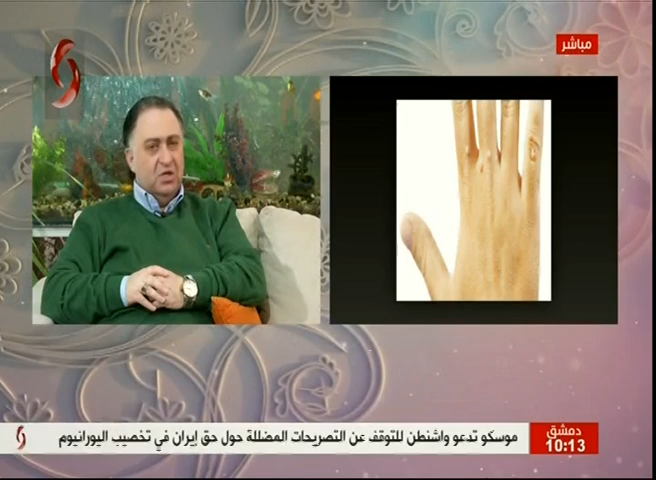 مباشر
دمشق
10:13
موسكو تدعو واشنطن للتوقف عن التصريحات المضللة حول حق إيران في تخصيب اليورانيوم